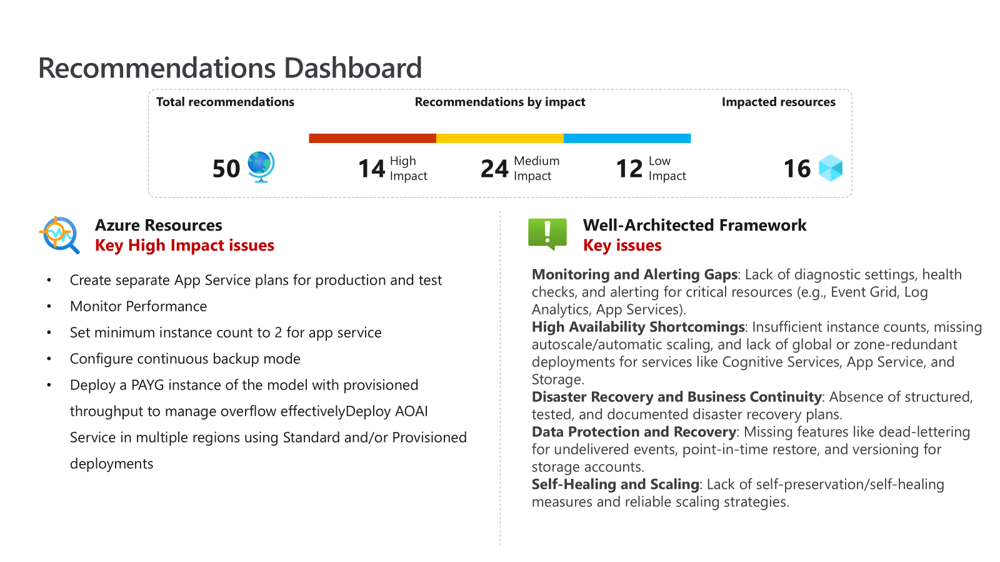 Recommendations Dashboard
Total recommendations
Recommendations by impact
Impacted resources
50
14 High Impact
24 Medium Impact
12 Low Impact
16
Azure Resources
Key High Impact issues
• Create separate App Service plans for production and test
• Monitor Performance
• Set minimum instance count to 2 for app service
• Configure continuous backup mode
• Deploy a PAYG instance of the model with provisioned
throughput to manage overflow effectivelyDeploy AOAI
Service in multiple regions using Standard and/or Provisioned
deployments
Well-Architected Framework
Key issues
Monitoring and Alerting Gaps: Lack of diagnostic settings, health
checks, and alerting for critical resources (e.g., Event Grid, Log
Analytics, App Services).
High Availability Shortcomings: Insufficient instance counts, missing
autoscale/automatic scaling, and lack of global or zone-redundant
deployments for services like Cognitive Services, App Service, and
Storage.
Disaster Recovery and Business Continuity: Absence of structured,
tested, and documented disaster recovery plans.
Data Protection and Recovery: Missing features like dead-lettering
for undelivered events, point-in-time restore, and versioning for
storage accounts.
Self-Healing and Scaling: Lack of self-preservation/self-healing
measures and reliable scaling strategies.